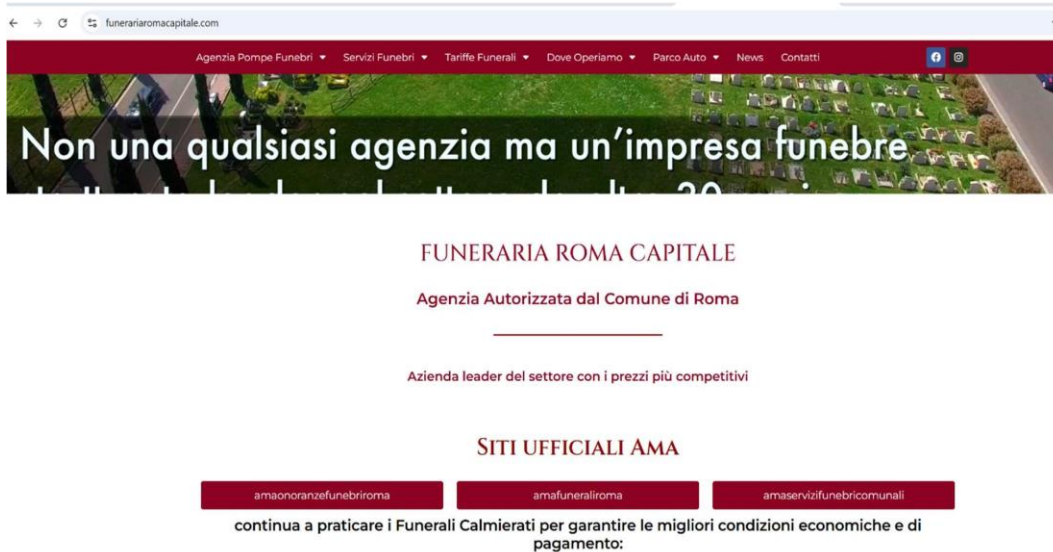 funerariaromacapitale.com
Agenzia Pompe Funebri Servizi Funebri Tariffe Funerali Dove Operiamo Parco Auto News Contatti
Non una qualsiasi agenzia ma un'impresa funebre
FUNERARIA ROMA CAPITALE
Agenzia Autorizzata dal Comune di Roma
Azienda leader del settore con i prezzi più competitivi
SITI UFFICIALI AMA
amaonoranzefunebriroma amafuneraliroma amaservizifunebricomunali
continua a praticare i Funerali Calmierati per garantire le migliori condizioni economiche e di
pagamento: